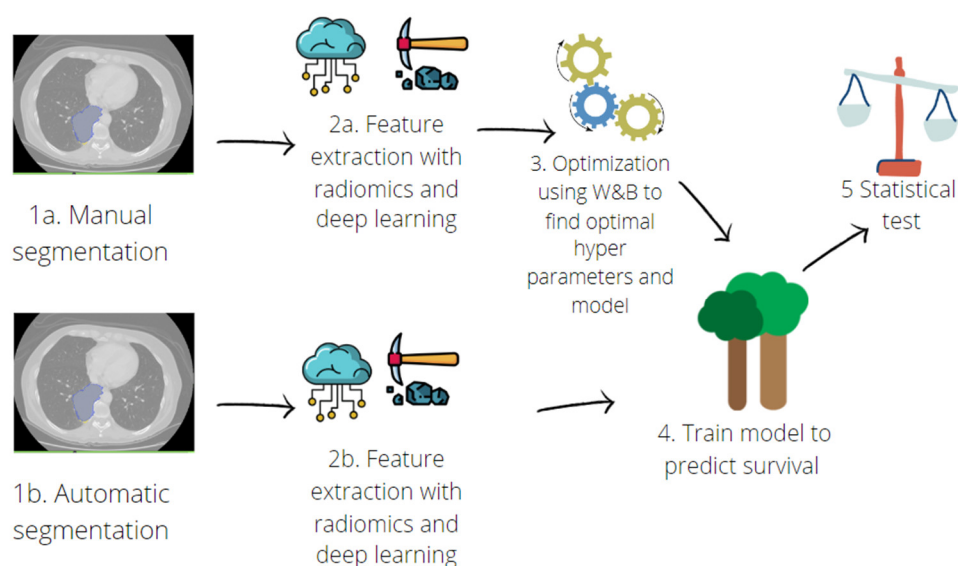 1a. Manual
segmentation
2a. Feature
extraction with
radiomics and
deep learning
3. Optimization
using W&B to
find optimal
hyper
parameters and
model
5 Statistical
test
1b. Automatic
segmentation
2b. Feature
extraction with
radiomics and
deep learning
4. Train model to
predict survival